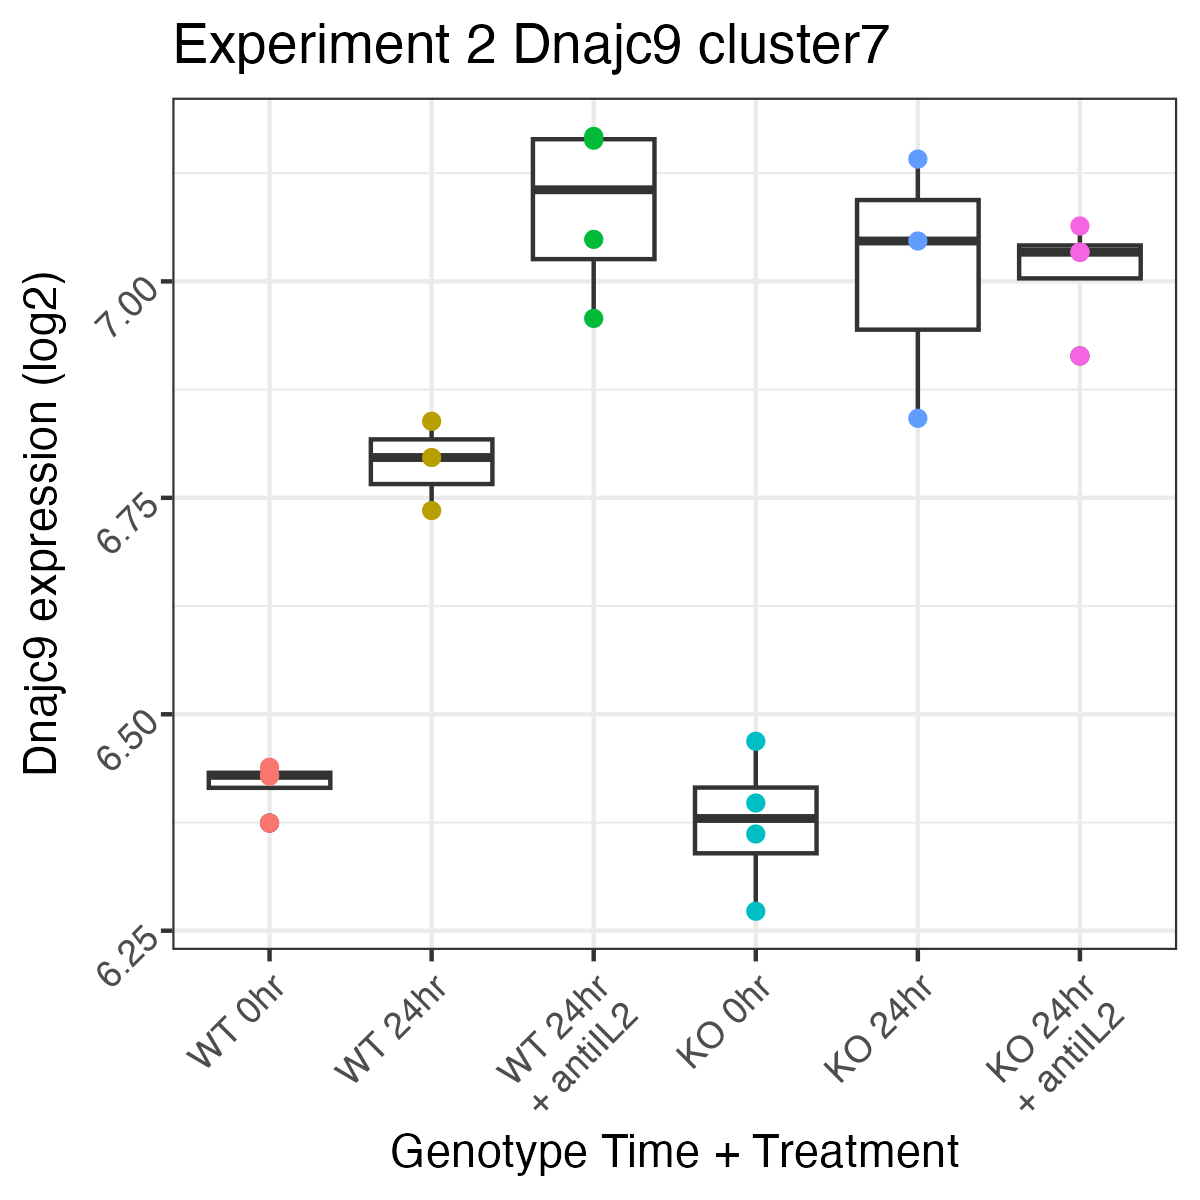 Experiment 2 Dnajc9 cluster7
Dnajc9 expression (log2)
7.00
6.75
6.50
6.25
WT 0hr
WT 24hr
WT 24hr
+ antiIL2
KO 0hr
KO 24hr
KO 24hr
+ antiIL2
Genotype Time + Treatment